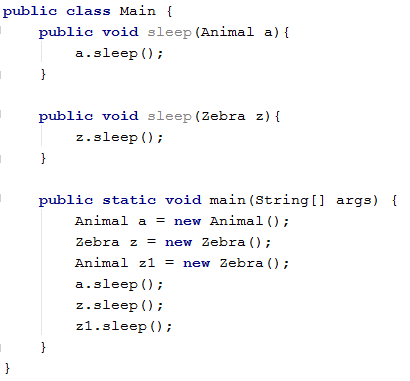 public class Main {
    public void sleep(Animal a){
        a.sleep();
    }

    public void sleep(Zebra z){
        z.sleep();
    }

    public static void main(String[] args) {
        Animal a = new Animal();
        Zebra z = new Zebra();
        Animal z1 = new Zebra();
        a.sleep();
        z.sleep();
        z1.sleep();
    }
}